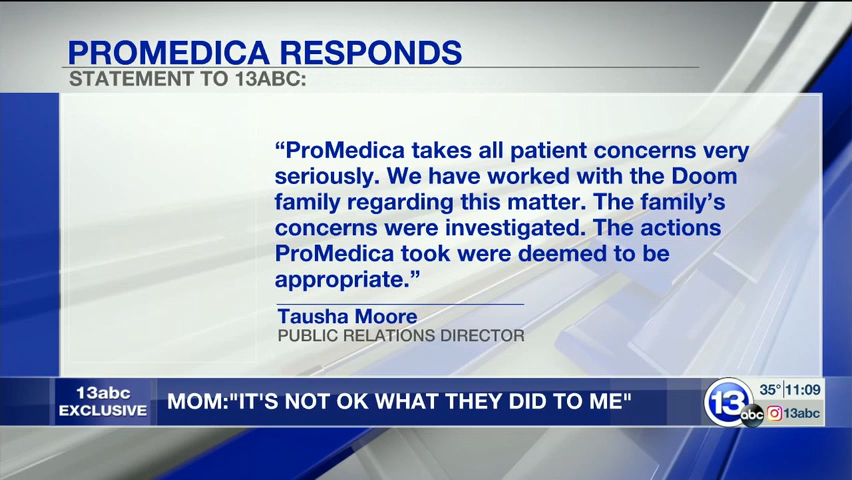 PROMEDICA RESPONDS
STATEMENT TO 13ABC:
“ProMedica takes all patient concerns very
seriously. We have worked with the Doom
family regarding this matter. The family’s
concerns were investigated. The actions
ProMedica took were deemed to be
appropriate.”
Tausha Moore
PUBLIC RELATIONS DIRECTOR
13abc
EXCLUSIVE
MOM:"IT'S NOT OK WHAT THEY DID TO ME"
13
abc
35° 11:09
13abc